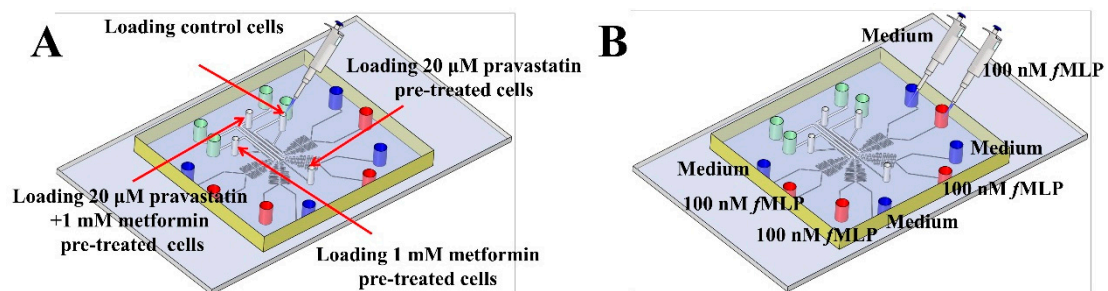 A
Loading control cells
Loading 20 µM pravastatin
pre-treated cells
Loading 20 µM pravastatin
+1 mM metformin
pre-treated cells
Loading 1 mM metformin
pre-treated cells
B
Medium
100 nM fMLP
Medium
100 nM fMLP
Medium
100 nM fMLP
Medium
100 nM fMLP